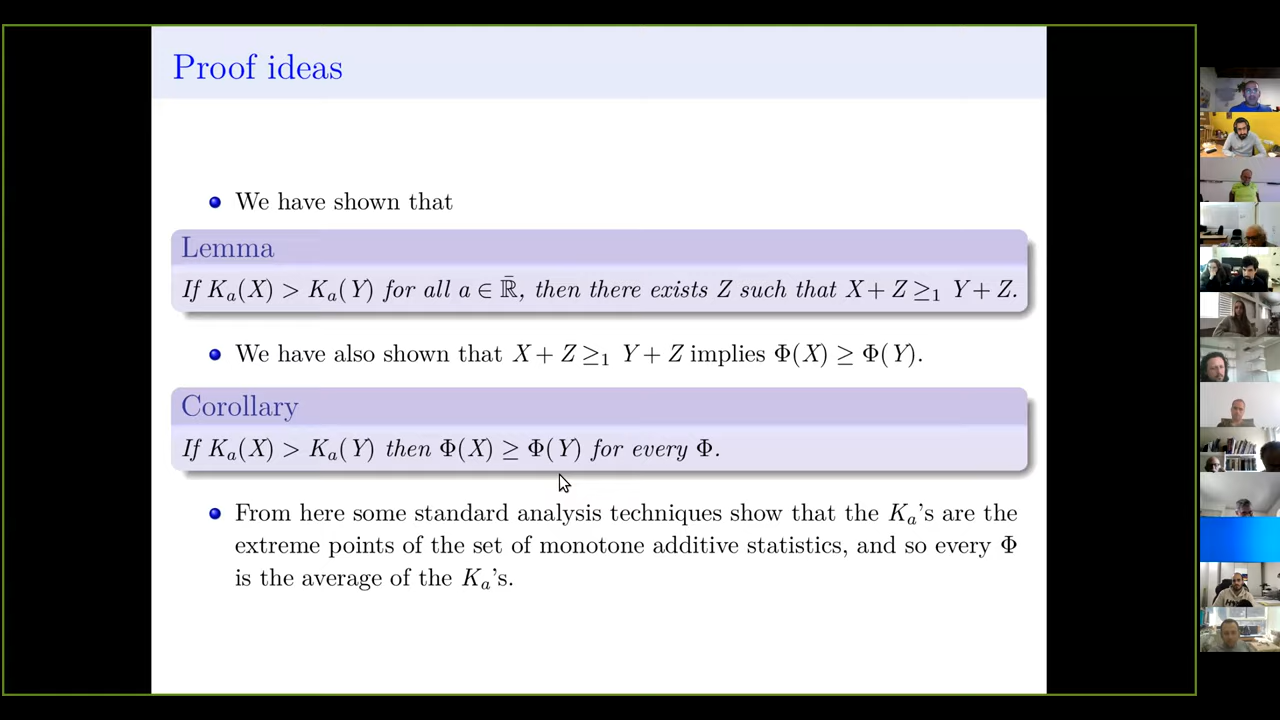 Proof ideas
We have shown that
Lemma
If Kₐ(X) > Kₐ(Y) for all a ∈ ℝ̄, then there exists Z such that X + Z ≥₁ Y + Z.
We have also shown that X + Z ≥₁ Y + Z implies Φ(X) ≥ Φ(Y).
Corollary
If Kₐ(X) > Kₐ(Y) then Φ(X) ≥ Φ(Y) for every Φ.
From here some standard analysis techniques show that the Kₐ's are the
extreme points of the set of monotone additive statistics, and so every Φ
is the average of the Kₐ's.